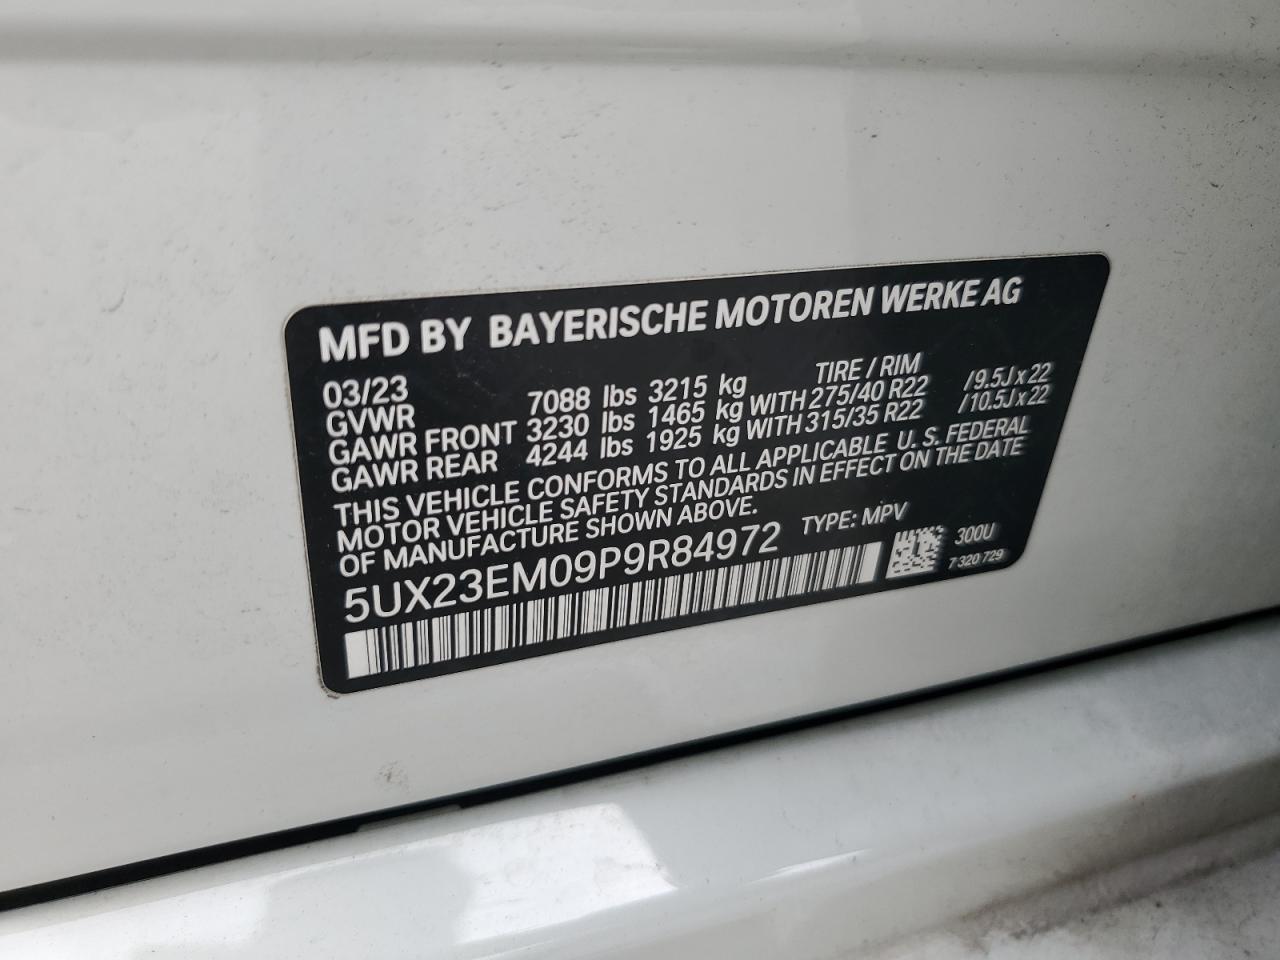 MFD BY BAYERISCHE MOTOREN WERKE AG
03/23 TIRE / RIM
GVWR 7088 lbs 3215 kg
GAWR FRONT 3230 lbs 1465 kg WITH 275/40 R22 /9.5J x 22
GAWR REAR 4244 lbs 1925 kg WITH 315/35 R22 /10.5J x 22
THIS VEHICLE CONFORMS TO ALL APPLICABLE U. S. FEDERAL
MOTOR VEHICLE SAFETY STANDARDS IN EFFECT ON THE DATE
OF MANUFACTURE SHOWN ABOVE.
5UX23EM09P9R84972 TYPE: MPV
300U
7 320 729